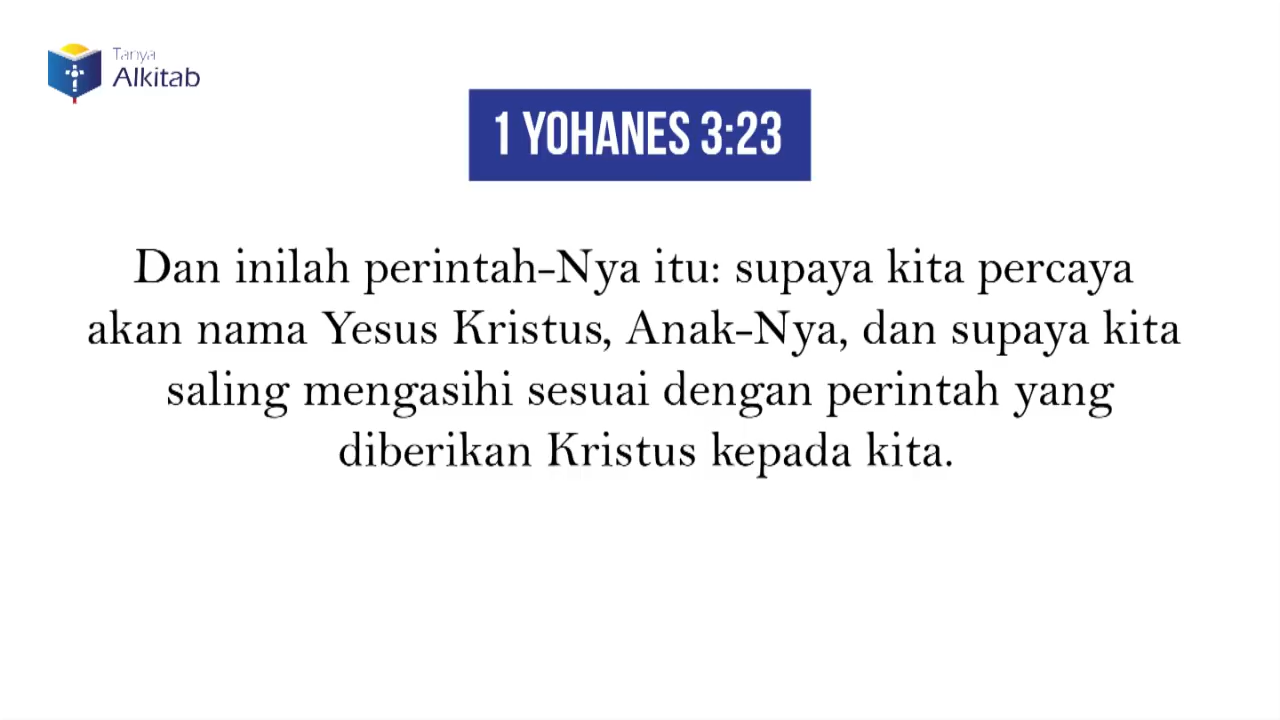 Tanya
Alkitab
1 YOHANES 3:23
Dan inilah perintah-Nya itu: supaya kita percaya
akan nama Yesus Kristus, Anak-Nya, dan supaya kita
saling mengasihi sesuai dengan perintah yang
diberikan Kristus kepada kita.